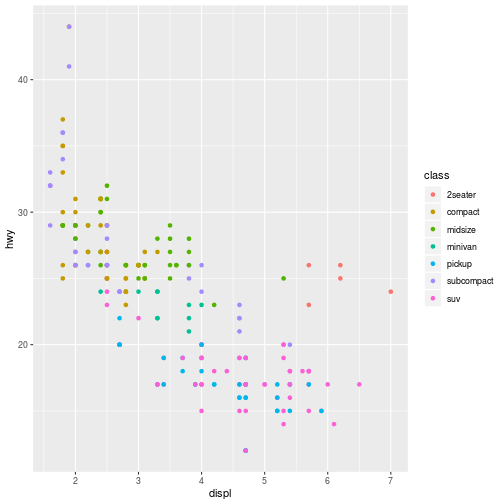 hwy
40
30
20
2
3
4
5
6
7
displ
class
2seater
compact
midsize
minivan
pickup
subcompact
suv